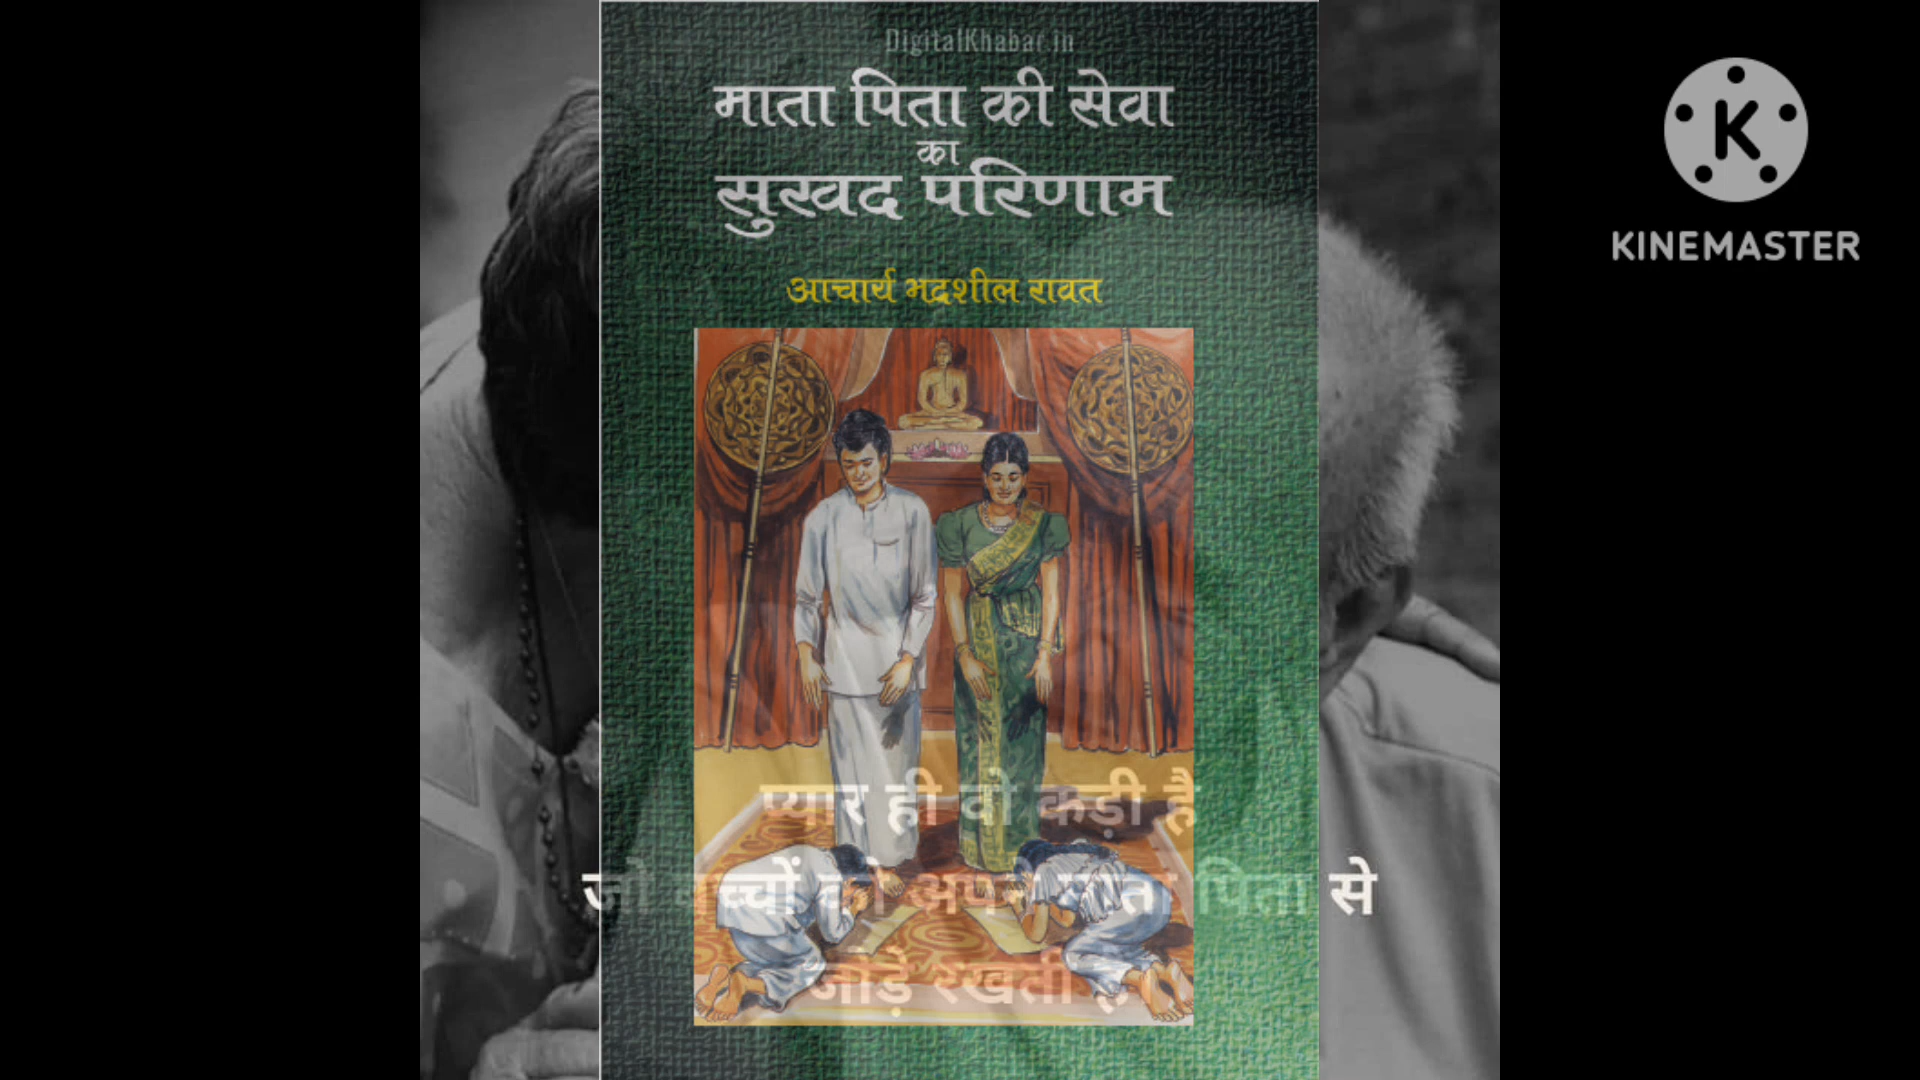 DigitalKhabar.in
माता पिता की सेवा
का
सुखद परिणाम
आचार्य भद्रशील रावत
प्यार ही वो कड़ी है
जो बच्चों को अपने माता पिता से
जोड़े रखती है
K
KINEMASTER